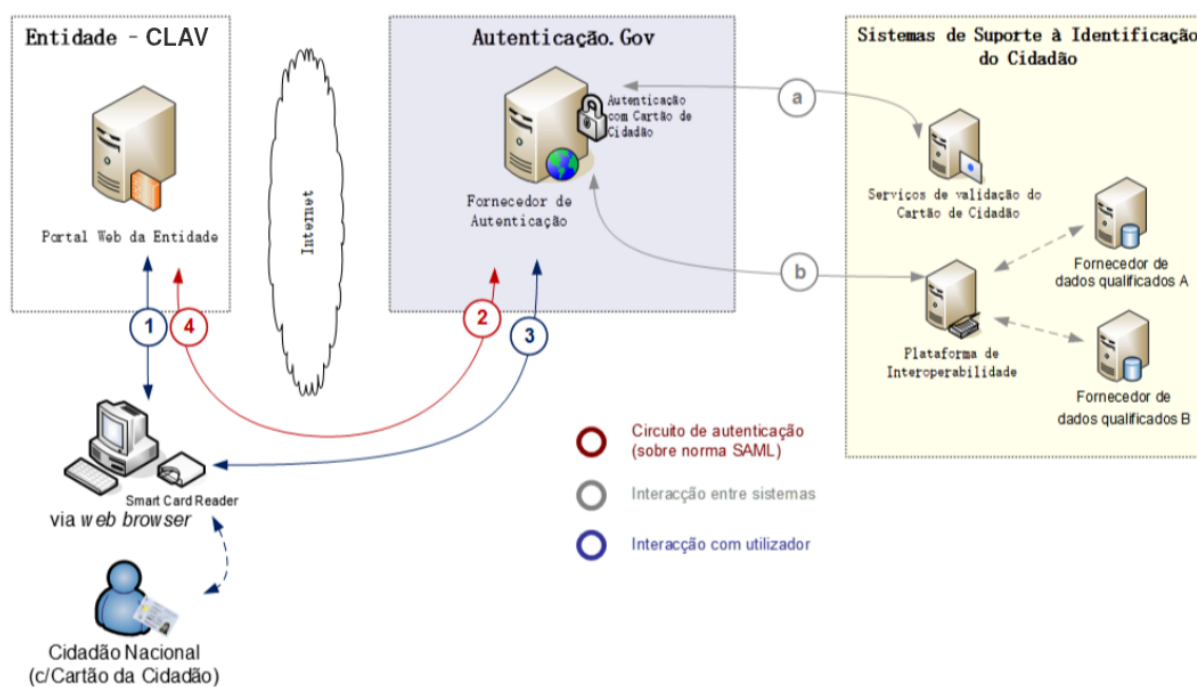 Entidade - CLAV
Portal Web da Entidade
Internet
Autenticação.Gov
Autenticação
com Cartão de
Cidadão
Fornecedor de
Autenticação
Sistemas de Suporte à Identificação
do Cidadão
a
Serviços de validação do
Cartão de Cidadão
b
Plataforma de
Interoperabilidade
Fornecedor de
dados qualificados A
Fornecedor de
dados qualificados B
1
4
2
3
Smart Card Reader
via web browser
Cidadão Nacional
(c/Cartão da Cidadão)
Circuito de autenticação
(sobre norma SAML)
Interacção entre sistemas
Interacção com utilizador